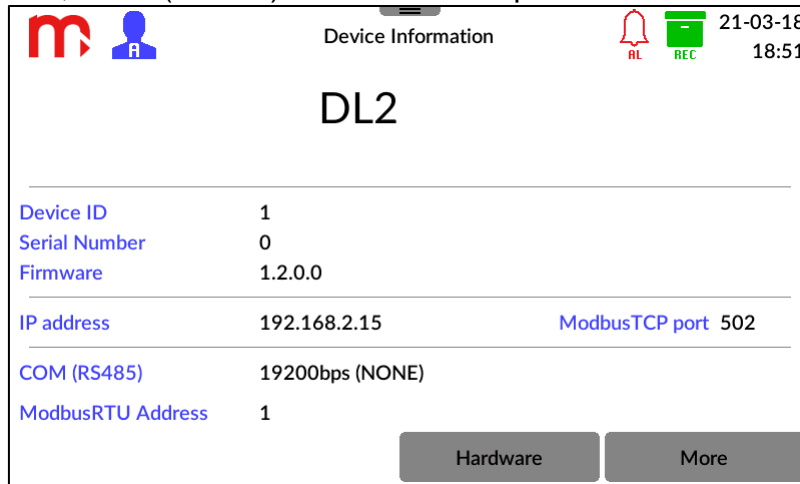 Device Information
21-03-18
18:51
A
AL
REC
DL2
Device ID 1
Serial Number 0
Firmware 1.2.0.0
IP address 192.168.2.15 ModbusTCP port 502
COM (RS485) 19200bps (NONE)
ModbusRTU Address 1
Hardware More